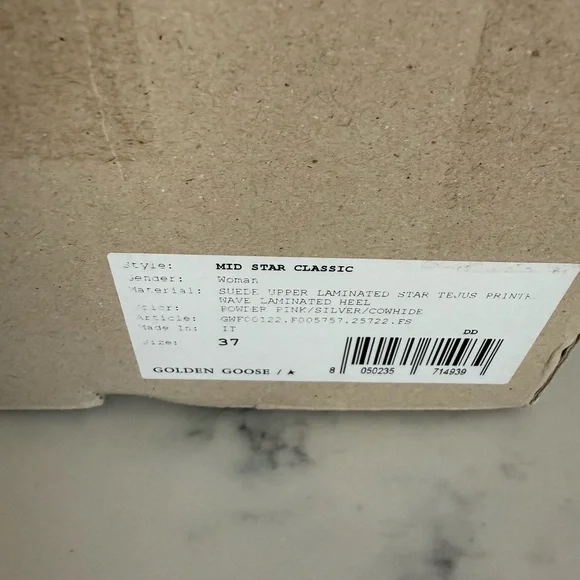 Style: MID STAR CLASSIC
Gender: Woman
Material: SUEDE UPPER LAMINATED STAR TEJUS PRINTE
WAVE LAMINATED HEEL
Color: POWDER PINK/SILVER/COWHIDE
Article: GWF00122.F005757.25722.FS
Made In: IT
DD
Size: 37
GOLDEN GOOSE / ★
8 050235 714939